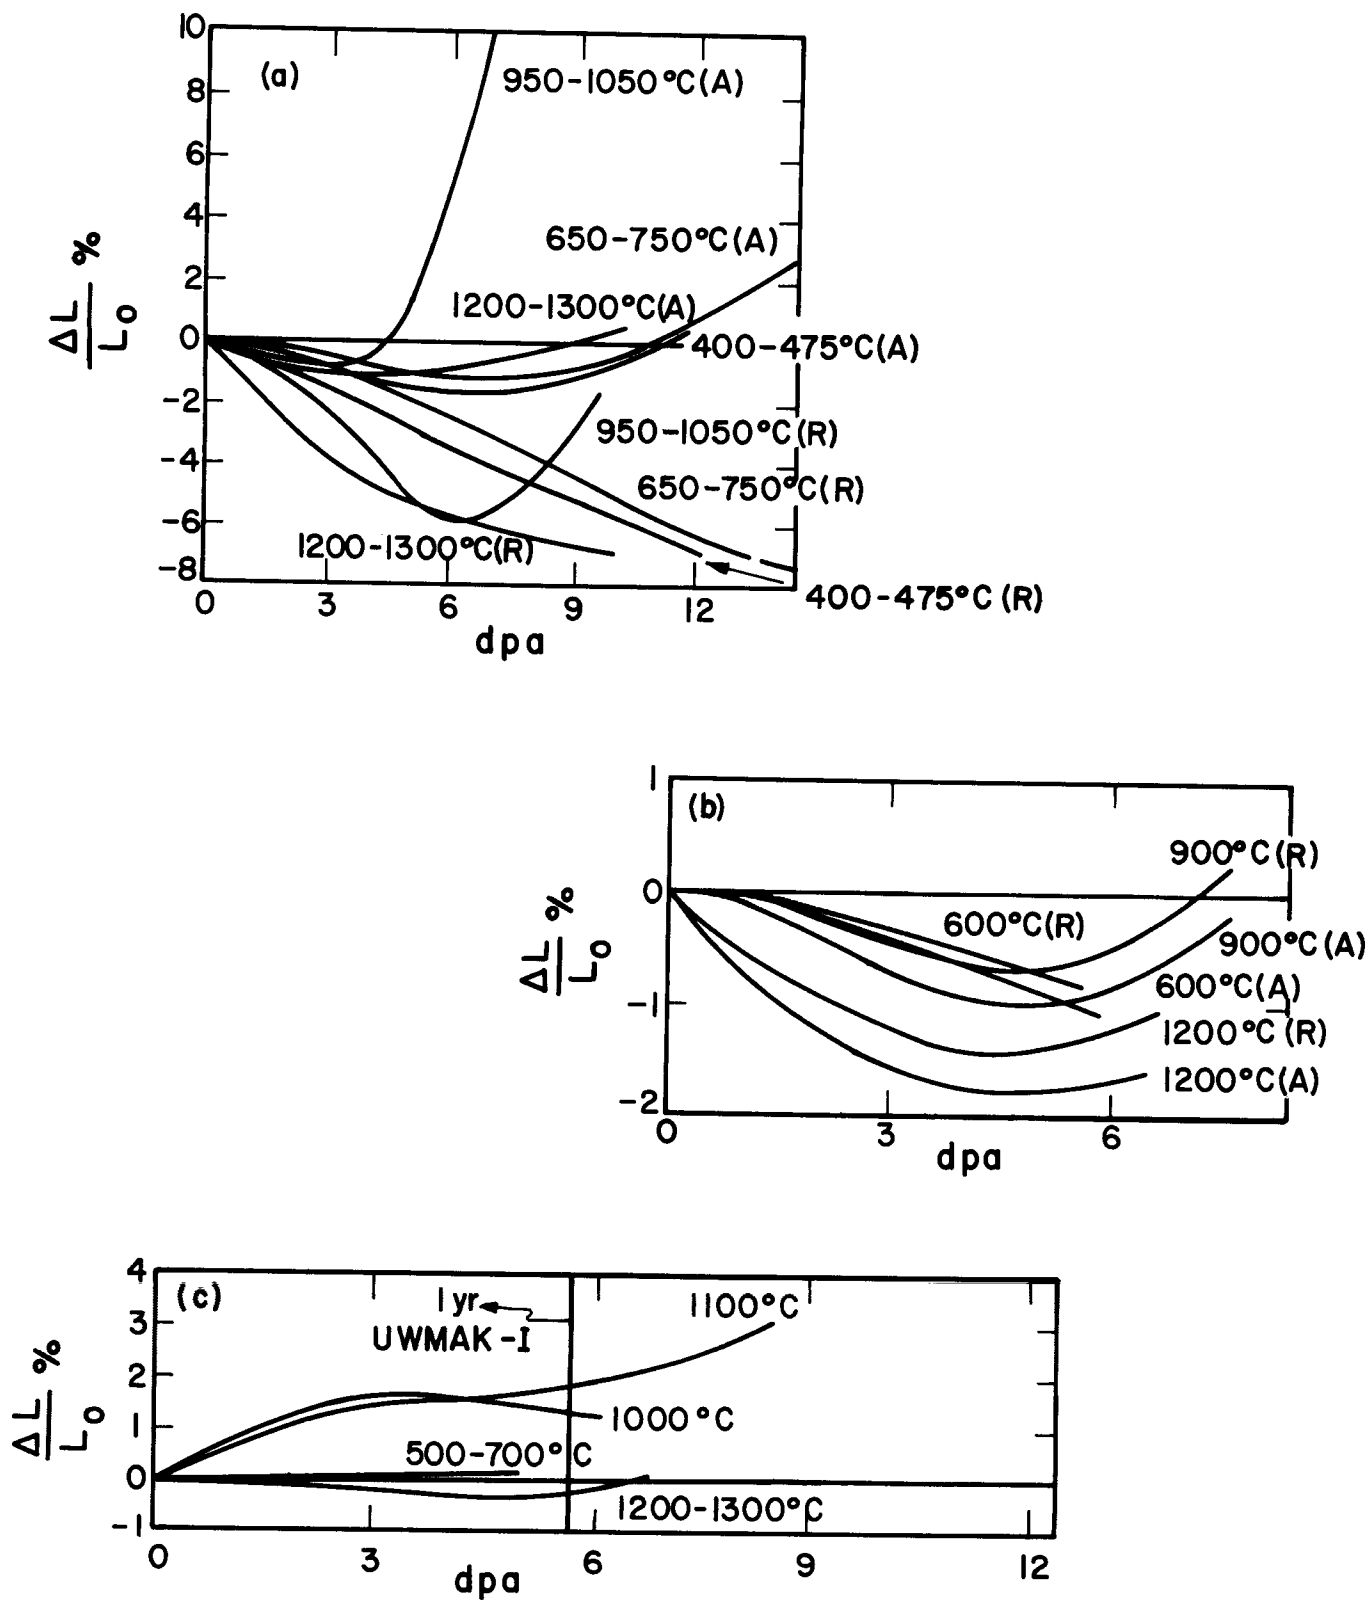 10
(a)
950-1050°C(A)
8
6
4
650-750°C(A)
2
1200-1300°C(A)
ΔL/L₀ %
0
400-475°C(A)
-2
950-1050°C(R)
-4
650-750°C(R)
-6
1200-1300°C(R)
-8
400-475°C(R)
0 3 6 9 12
dpa
1
(b)
900°C(R)
0
600°C(R)
900°C(A)
ΔL/L₀ %
600°C(A)
-1
1200°C(R)
1200°C(A)
-2
0 3 6
dpa
4
(c)
1 yr
1100°C
3
UWMAK-I
2
ΔL/L₀ %
1
1000°C
500-700°C
0
1200-1300°C
-1
0 3 6 9 12
dpa